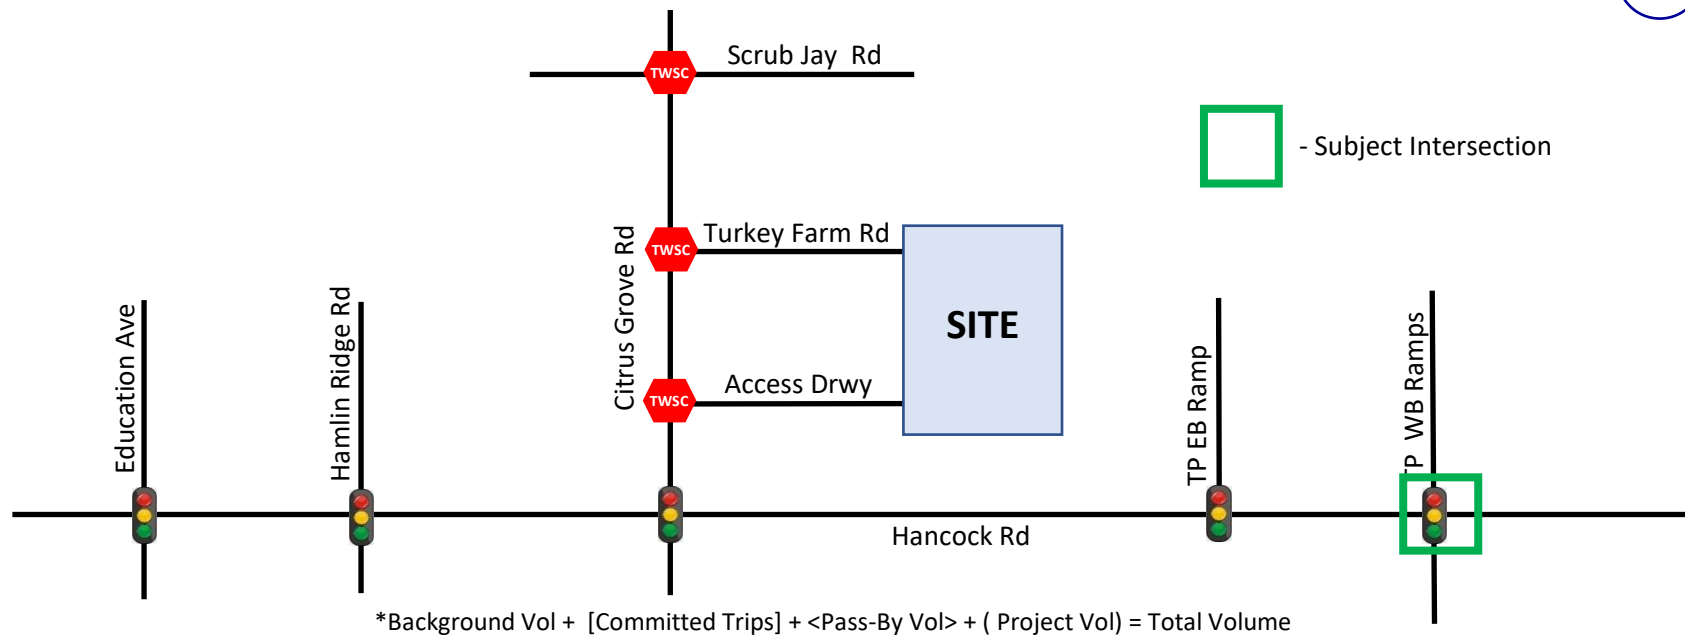 Scrub Jay Rd
TWSC
- Subject Intersection
Turkey Farm Rd
TWSC
Citrus Grove Rd
SITE
Education Ave
Hamlin Ridge Rd
Access Drwy
TWSC
TP EB Ramp
TP WB Ramps
Hancock Rd
*Background Vol + [Committed Trips] + <Pass-By Vol> + ( Project Vol) = Total Volume